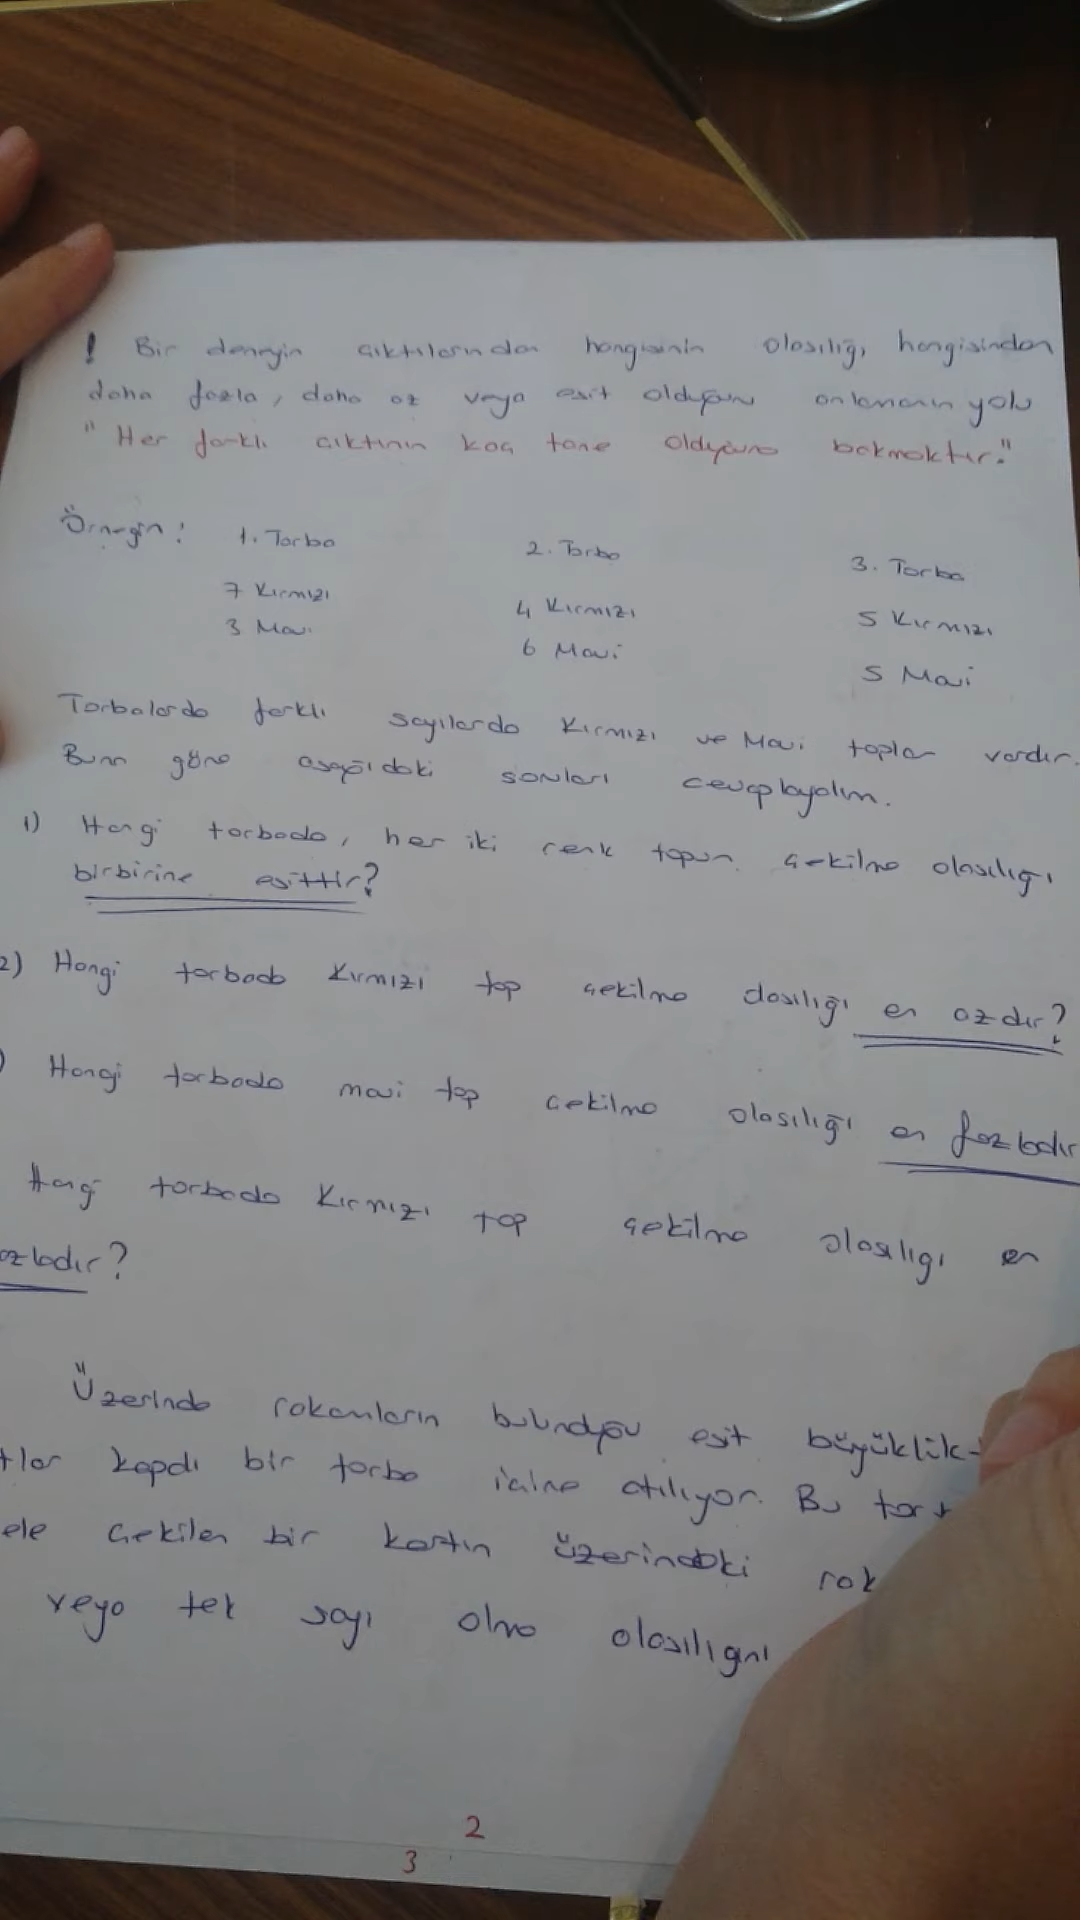 ! Bir deneyin çıktılarından hangisinin olasılığı, hangisinden
daha fazla, daha az veya eşit olduğunu anlamanın yolu
"Her farklı çıktının kaç tane olduğuna bakmaktır."
Örneğin: 1. Torba 2. Torba 3. Torba
7 Kırmızı 4 Kırmızı 5 Kırmızı
3 Mavi 6 Mavi 5 Mavi
Torbalarda farklı sayılarda Kırmızı ve Mavi toplar vardır.
Buna göre aşağıdaki soruları cevaplayalım.
1) Hangi torbada, her iki renk topun çekilme olasılığı
birbirine eşittir?
2) Hangi torbada Kırmızı top çekilme olasılığı en azdır?
) Hangi torbada mavi top çekilme olasılığı en fazladır
Hangi torbada Kırmızı top çekilme olasılığı en
azladır?
Üzerinde rakamların bulunduğu eşit büyüklük-
tlar kapalı bir torba içine atılıyor. Bu tor
ele çekilen bir kartın üzerindeki rak
veya tek sayı olma olasılığını
2
3